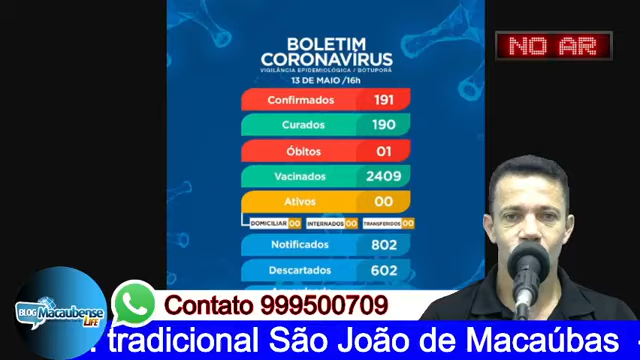 BOLETIM
CORONAVÍRUS
VIGILÂNCIA EPIDEMIOLÓGICA / BOTUPORÃ
13 DE MAIO /16h
NO AR
Confirmados 191
Curados 190
Óbitos 01
Vacinados 2409
Ativos 00
DOMICILIAR 00 INTERNADOS 00 TRANSFERIDOS 00
Notificados 802
Descartados 602
BLOG Macaubense LIFE
Contato 999500709
tradicional São João de Macaúbas